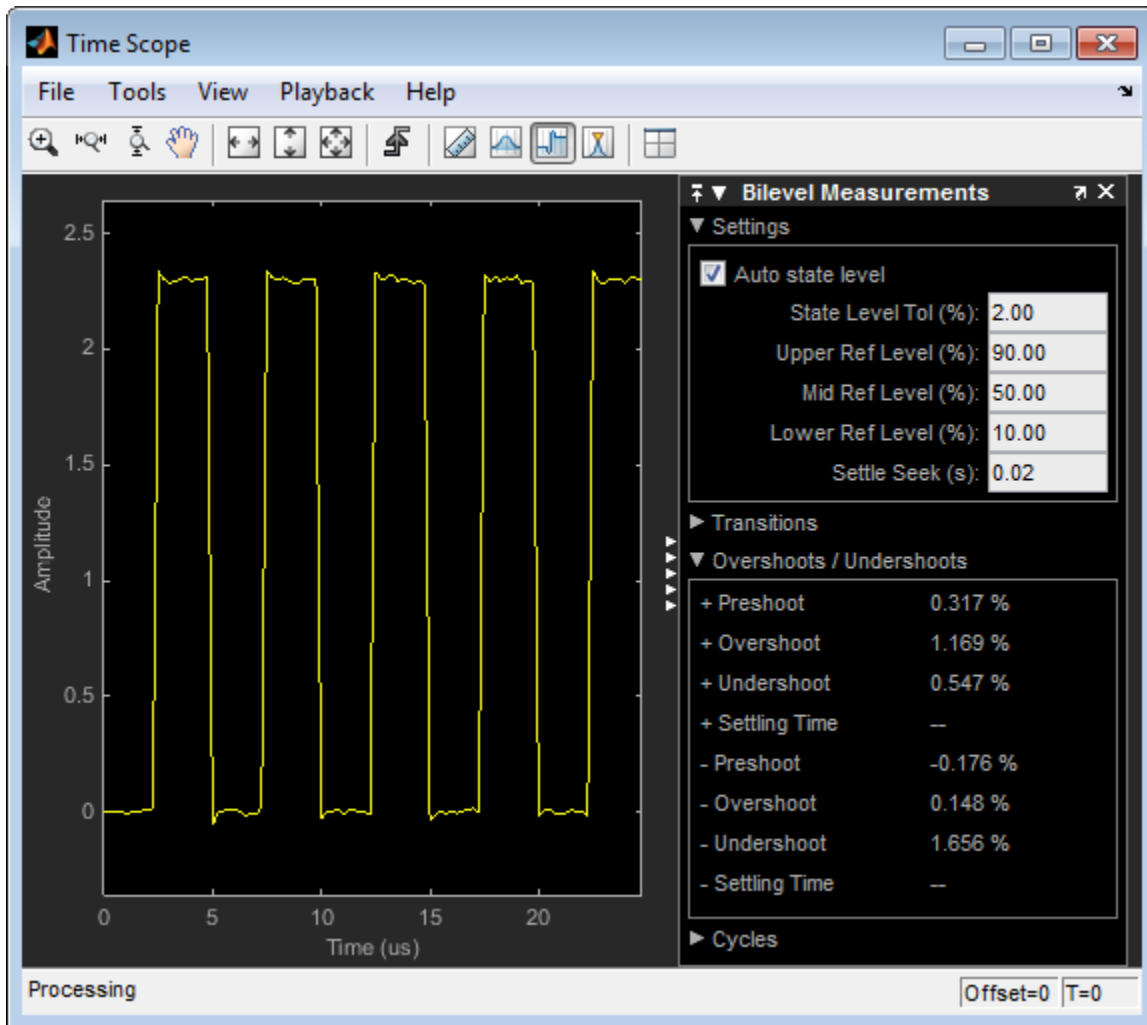 Time Scope
File Tools View Playback Help
2.5
2
1.5
1
0.5
0
Amplitude
0 5 10 15 20
Time (us)
Bilevel Measurements
Settings
Auto state level
State Level Tol (%): 2.00
Upper Ref Level (%): 90.00
Mid Ref Level (%): 50.00
Lower Ref Level (%): 10.00
Settle Seek (s): 0.02
Transitions
Overshoots / Undershoots
+ Preshoot 0.317 %
+ Overshoot 1.169 %
+ Undershoot 0.547 %
+ Settling Time --
- Preshoot -0.176 %
- Overshoot 0.148 %
- Undershoot 1.656 %
- Settling Time --
Cycles
Processing Offset=0 T=0